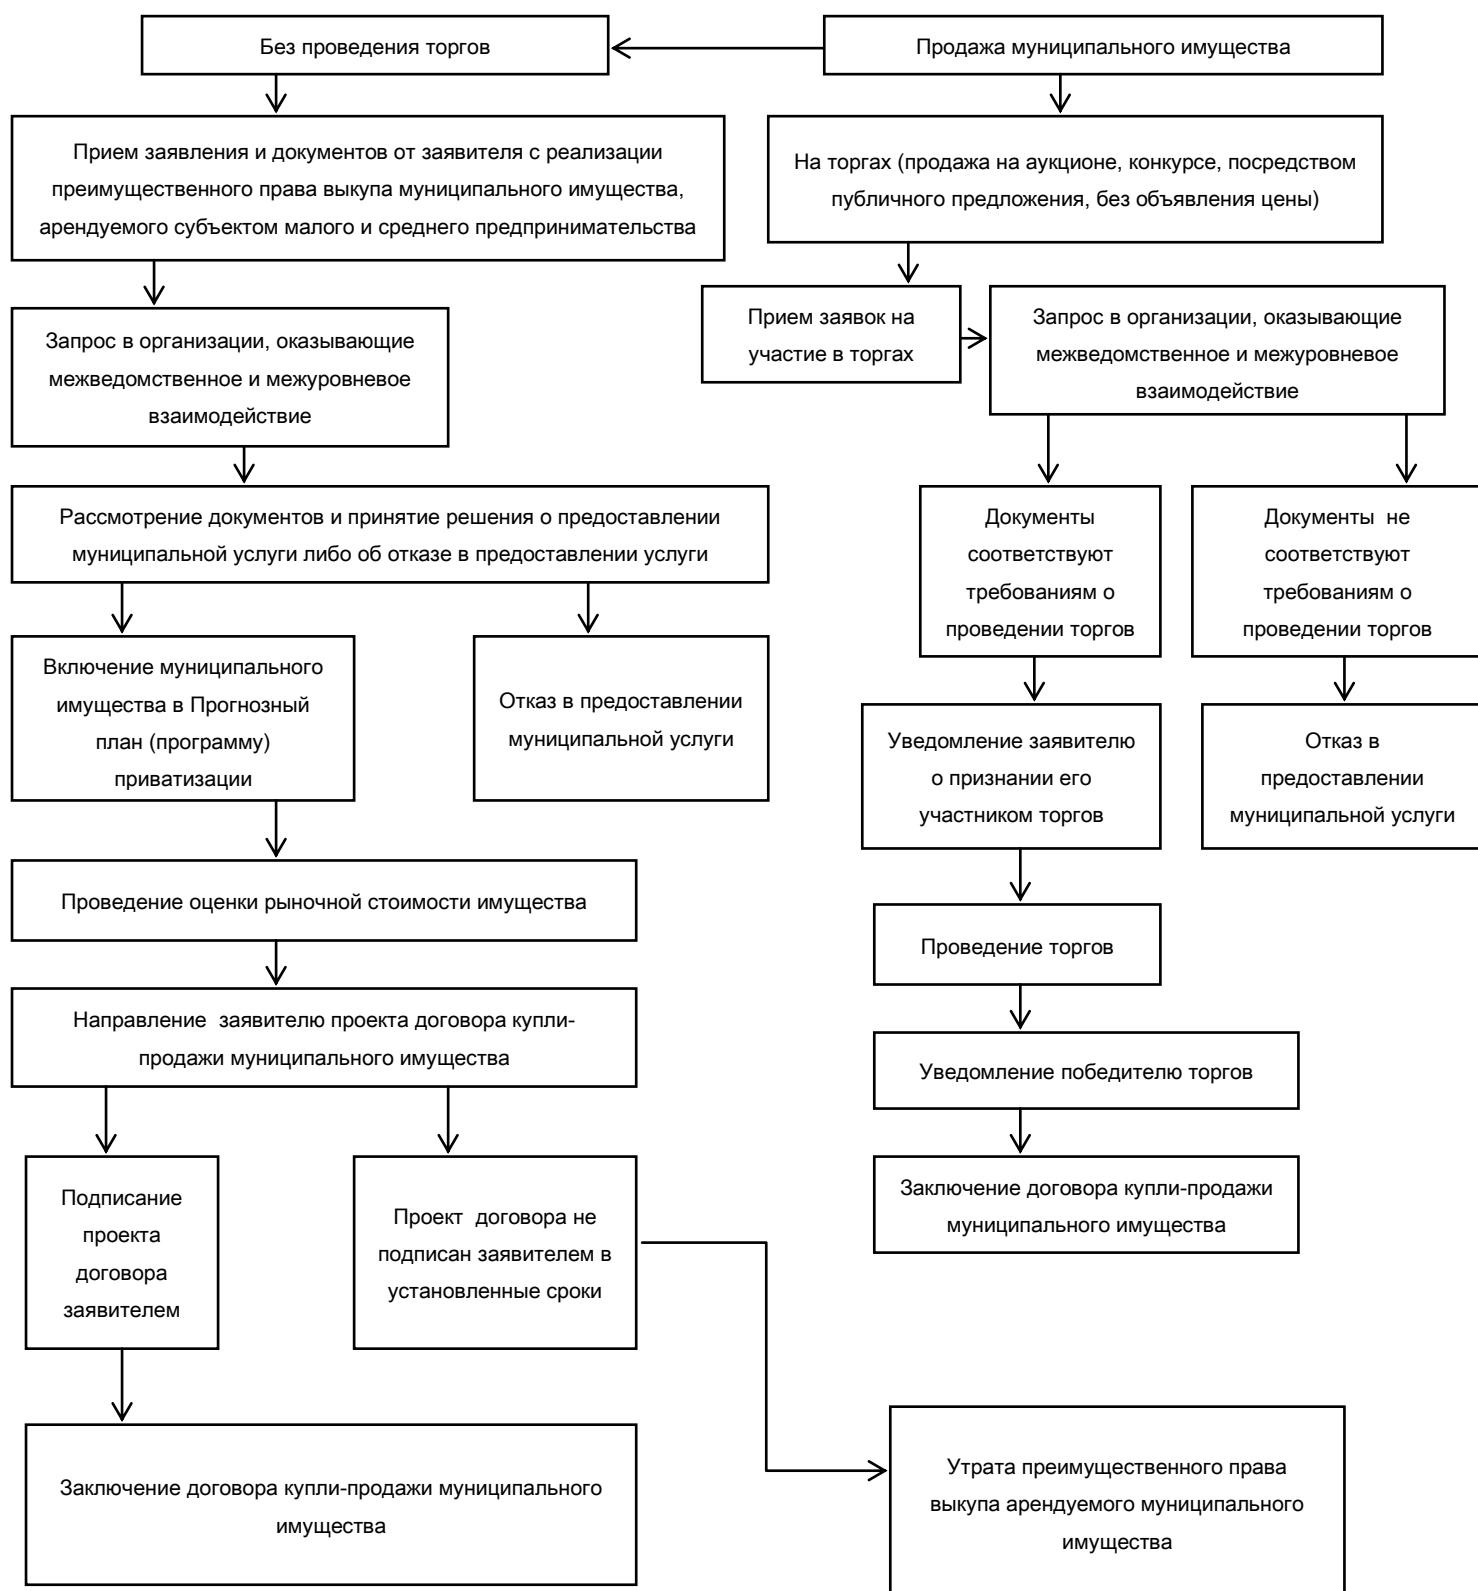 Без проведения торгов
Продажа муниципального имущества
Прием заявления и документов от заявителя с реализации
преимущественного права выкупа муниципального имущества,
арендуемого субъектом малого и среднего предпринимательства
На торгах (продажа на аукционе, конкурсе, посредством
публичного предложения, без объявления цены)
Прием заявок на
участие в торгах
Запрос в организации, оказывающие
межведомственное и межуровневое
взаимодействие
Запрос в организации, оказывающие
межведомственное и межуровневое
взаимодействие
Рассмотрение документов и принятие решения о предоставлении
муниципальной услуги либо об отказе в предоставлении услуги
Документы
соответствуют
требованиям о
проведении торгов
Документы  не
соответствуют
требованиям о
проведении торгов
Включение муниципального
имущества в Прогнозный
план (программу)
приватизации
Отказ в предоставлении
муниципальной услуги
Уведомление заявителю
о признании его
участником торгов
Отказ в
предоставлении
муниципальной услуги
Проведение оценки рыночной стоимости имущества
Проведение торгов
Направление  заявителю проекта договора купли-
продажи муниципального имущества
Уведомление победителю торгов
Подписание
проекта
договора
заявителем
Проект  договора не
подписан заявителем в
установленные сроки
Заключение договора купли-продажи
муниципального имущества
Заключение договора купли-продажи муниципального
имущества
Утрата преимущественного права
выкупа арендуемого муниципального
имущества